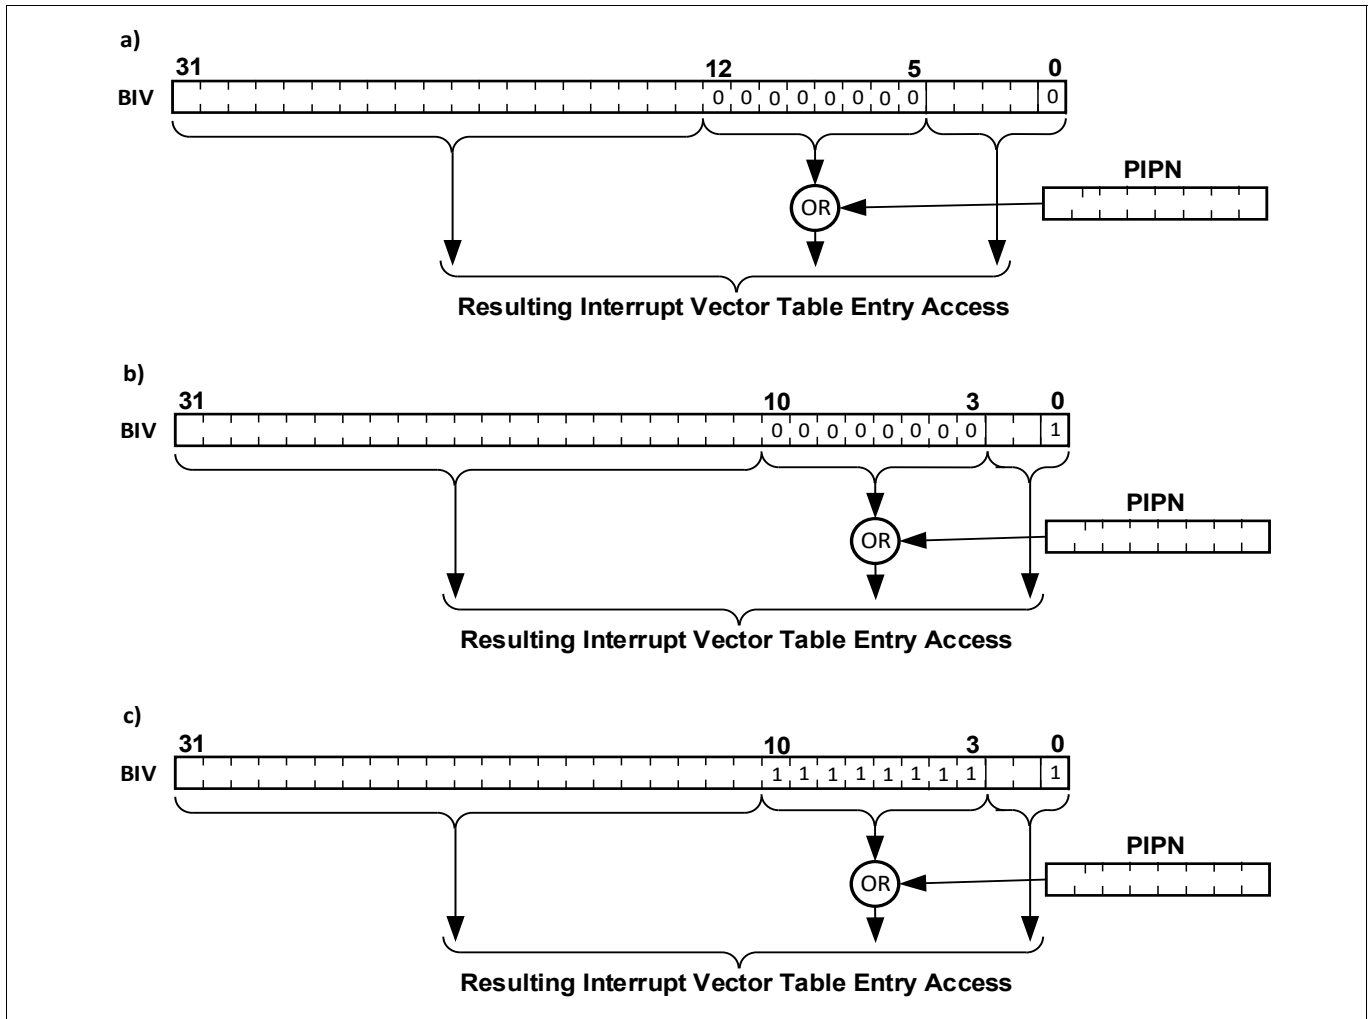 a)
31 12 5 0
BIV 0 0 0 0 0 0 0 0 0
PIPN
OR
Resulting Interrupt Vector Table Entry Access
b)
31 10 3 0
BIV 0 0 0 0 0 0 0 0 1
PIPN
OR
Resulting Interrupt Vector Table Entry Access
c)
31 10 3 0
BIV 1 1 1 1 1 1 1 1 1
PIPN
OR
Resulting Interrupt Vector Table Entry Access